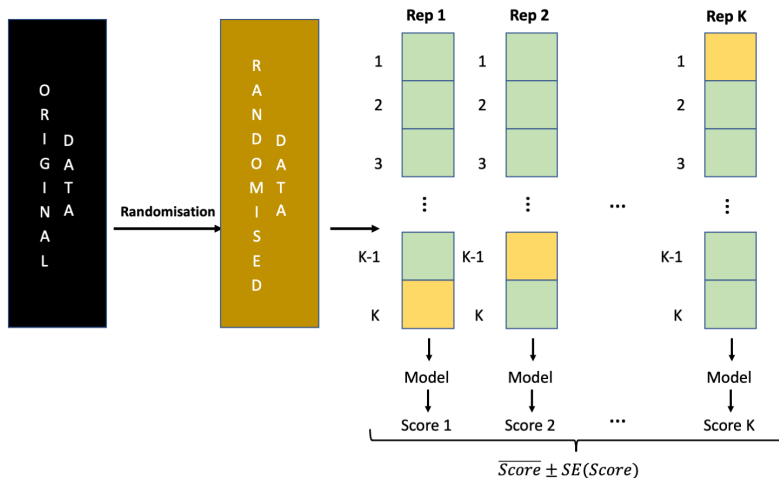 ORIGINAL
DATA
Randomisation
RANDOMISED
DATA
Rep 1
Rep 2
Rep K
1
1
1
2
2
2
3
3
3
⋮
⋮
...
⋮
K-1
K-1
K-1
K
K
K
Model
Model
Model
Score 1
Score 2
...
Score K
$\overline{Score} \pm SE(Score)$